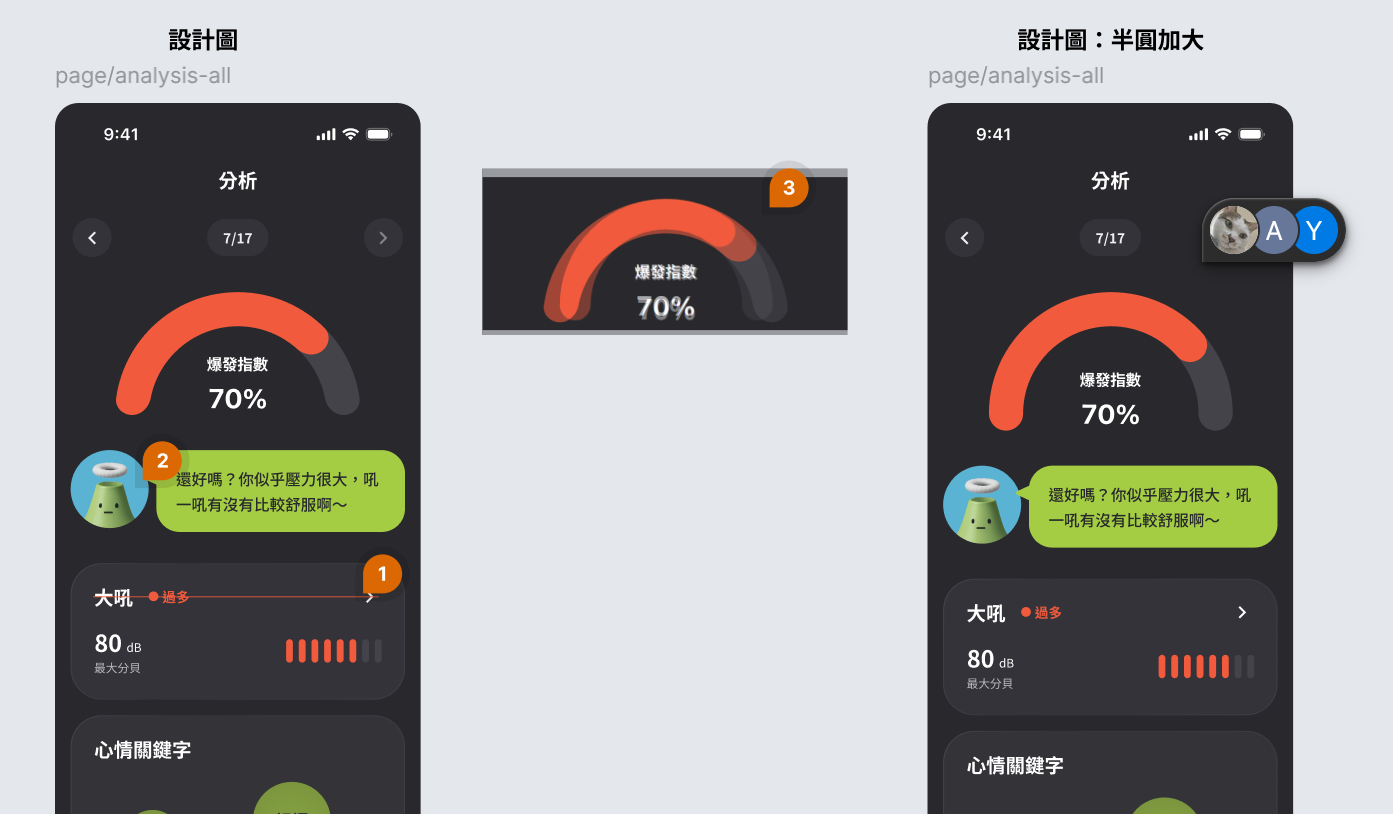 設計圖
page/analysis-all
9:41
分析
7/17
爆發指數
70%
2
還好嗎？你似乎壓力很大，吼
一吼有沒有比較舒服啊～
1
大吼
過多
80 dB
最大分貝
心情關鍵字
3
爆發指數
70%
設計圖：半圓加大
page/analysis-all
9:41
分析
A
Y
7/17
爆發指數
70%
還好嗎？你似乎壓力很大，吼
一吼有沒有比較舒服啊～
大吼
過多
80 dB
最大分貝
心情關鍵字